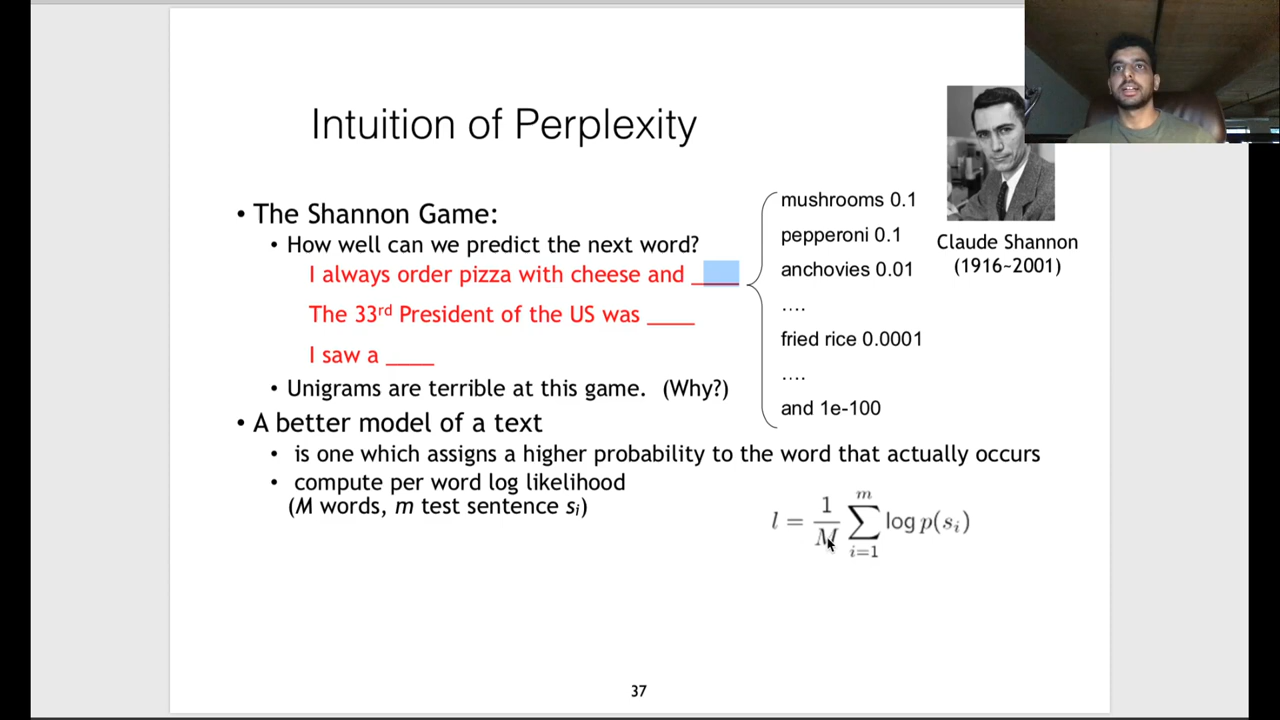 Intuition of Perplexity
• The Shannon Game:
• How well can we predict the next word?
I always order pizza with cheese and ____
The 33rd President of the US was ____
I saw a ____
• Unigrams are terrible at this game. (Why?)
• A better model of a text
• is one which assigns a higher probability to the word that actually occurs
• compute per word log likelihood
(M words, m test sentence si)
mushrooms 0.1
pepperoni 0.1
anchovies 0.01
….
fried rice 0.0001
….
and 1e-100
Claude Shannon
(1916~2001)
l = 1/M ∑_{i=1}^{m} log p(s_i)
37